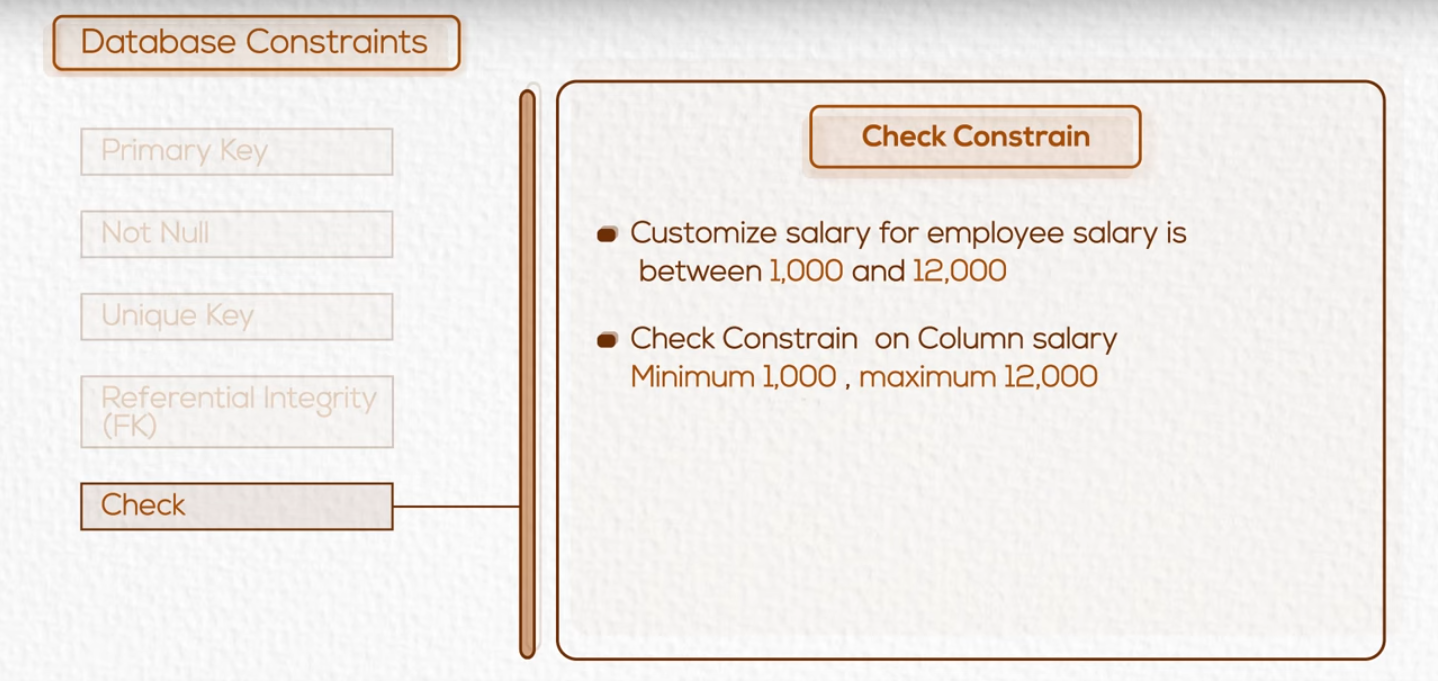 Database Constraints
Primary Key
Not Null
Unique Key
Referential Integrity
(FK)
Check
Check Constrain
Customize salary for employee salary is
between 1,000 and 12,000
Check Constrain on Column salary
Minimum 1,000 , maximum 12,000